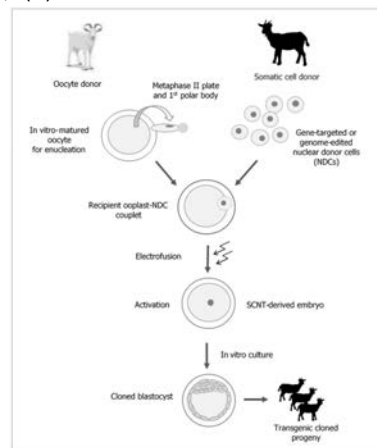 Oocyte donor
Somatic cell donor
Metaphase II plate
and 1st polar body
In vitro-matured
oocyte
for enucleation
Gene-targeted or
genome-edited
nuclear donor cells
(NDCs)
Recipient ooplast-NDC
couplet
Electrofusion
Activation
SCNT-derived embryo
In vitro culture
Cloned blastocyst
Transgenic cloned
progeny